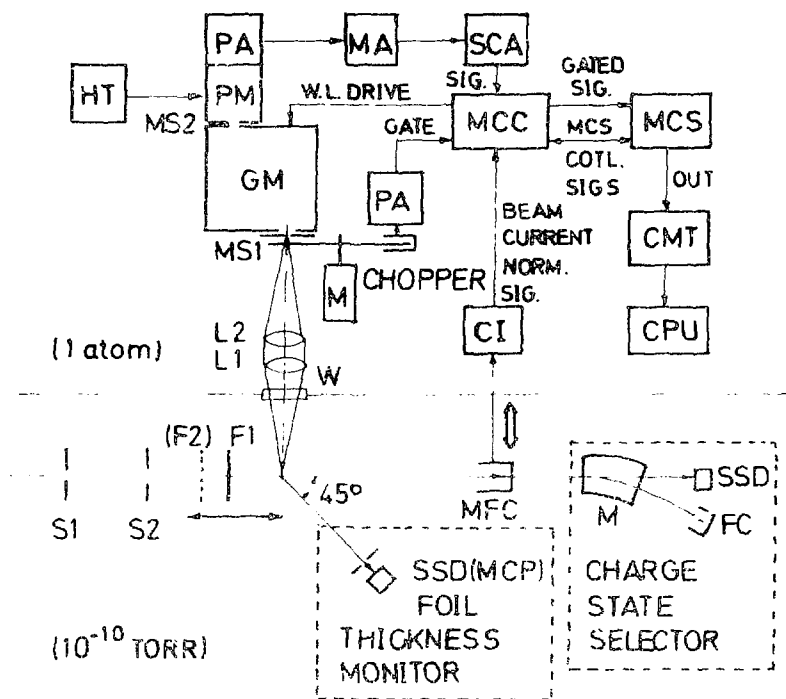 PA
MA
SCA
HT
PM
MS2
W.L. DRIVE
SIG.
GATED
SIG.
MCC
MCS
MCS
COTL.
SIGS
GATE
GM
PA
OUT
BEAM
CURRENT
NORM.
SIG.
CMT
MS1
M
CHOPPER
CI
CPU
L2
L1
W
(1 atom)
(F2) F1
45°
S1
S2
MFC
M
SSD
FC
SSD(MCP)
FOIL
THICKNESS
MONITOR
CHARGE
STATE
SELECTOR
(10⁻¹⁰ TORR)